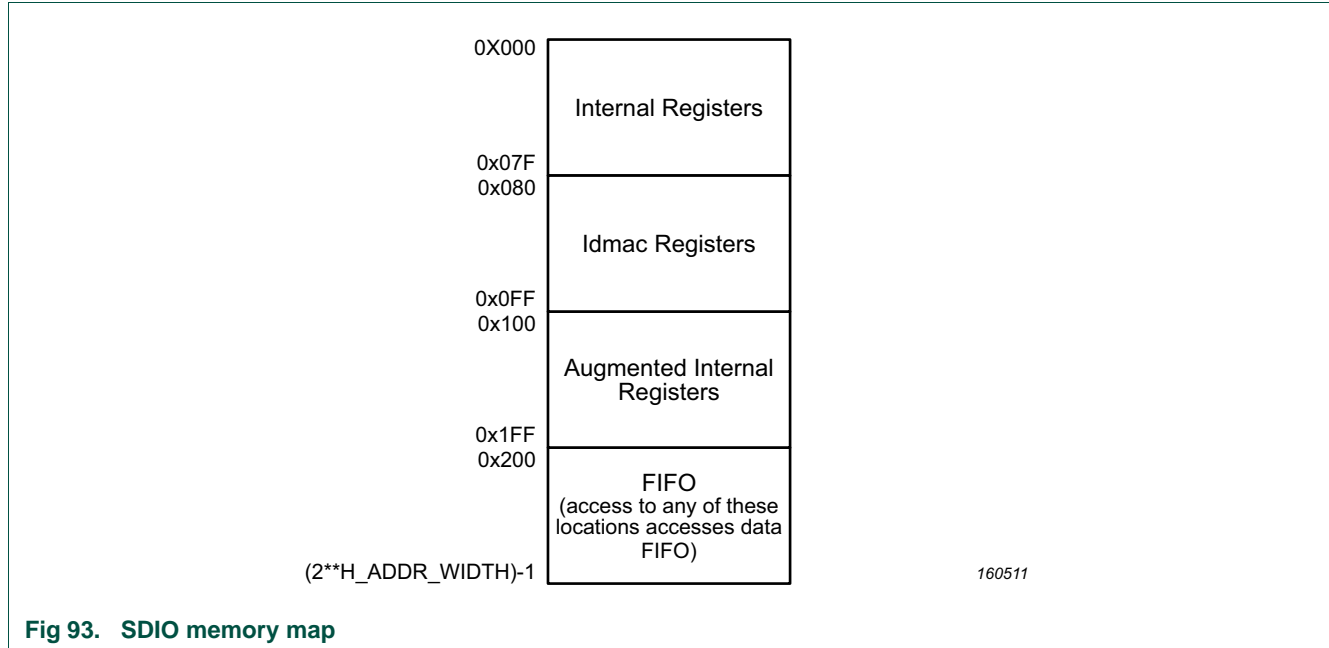 0X000
Internal Registers
0x07F
0x080
Idmac Registers
0x0FF
0x100
Augmented Internal
Registers
0x1FF
0x200
FIFO
(access to any of these
locations accesses data
FIFO)
(2**H_ADDR_WIDTH)-1
160511
Fig 93. SDIO memory map